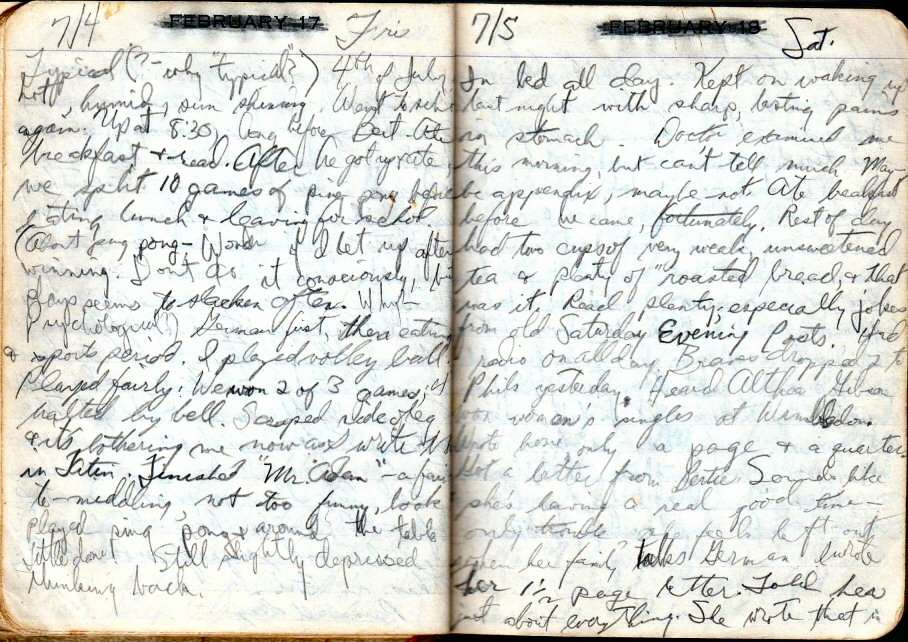 7/4 FEBRUARY 17 Fris
Typical (?-why "typical"?) 4th of July
hot, humid, sun shining. Went to
again. Up at 8:30, long before Bert. Ate
breakfast & read. After he got up & ate
we split 10 games of ping pong before
eating lunch & leaving for
(About ping pong - Wonder if I let up after
winning. Don't do it consciously, but
play seems to slacken often. Why?-
Psychological?) German first, then eating
& sports period. I played volley ball.
Played fairly. We won 2 of 3 games,
halted by bell. Scraped side of leg
& it's bothering me now as I write this
in . Finished "Mr. Adam" - a fair-
to-middling, not too funny, book
Played ping pong & around the table
Little done! Still slightly depressed
thinking back.
7/5 FEBRUARY 18 Sat.
In bed all day. Kept on waking up
last night with sharp, lasting pains
in stomach. Doctor examined me
this morning, but can't tell much. May-
be appendix, maybe not. Ate breakfast
before he came, fortunately. Rest of day
had two cups of very weak, unsweetened
tea & plenty of "roasted bread," & that
was it. Read plenty; especially jokes
from old Saturday Evening Posts. Had
radio on all day. Braves dropped 2 to
Phils yesterday. Heard Althea Gibson
won women's singles at Wimbledon.
Wrote home, only a page & a quarter.
Got a letter from Bertie. Sounds like
she's having a real good time-
only trouble - she feels left out
when her family talks German. I wrote
her 1 1/2 page letter. Told her
about everything. She wrote that in